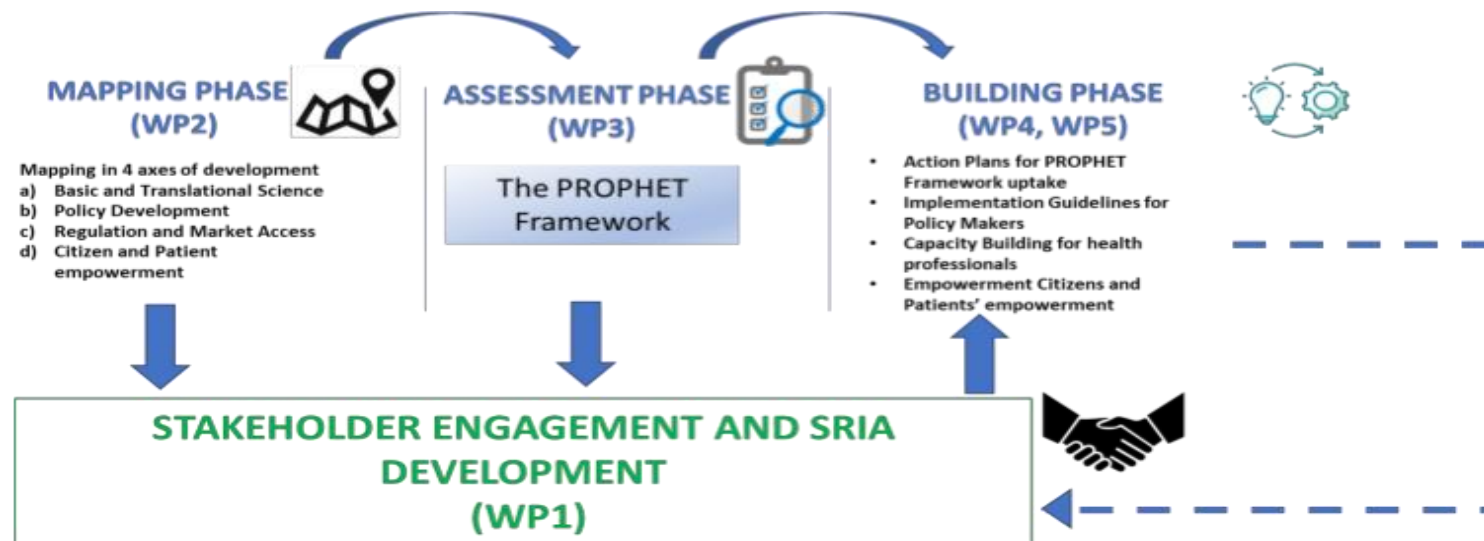 MAPPING PHASE
(WP2)
Mapping in 4 axes of development
a) Basic and Translational Science
b) Policy Development
c) Regulation and Market Access
d) Citizen and Patient
empowerment
ASSESSMENT PHASE
(WP3)
The PROPHET
Framework
BUILDING PHASE
(WP4, WP5)
• Action Plans for PROPHET
Framework uptake
• Implementation Guidelines for
Policy Makers
• Capacity Building for health
professionals
• Empowerment Citizens and
Patients' empowerment
STAKEHOLDER ENGAGEMENT AND SRIA
DEVELOPMENT
(WP1)